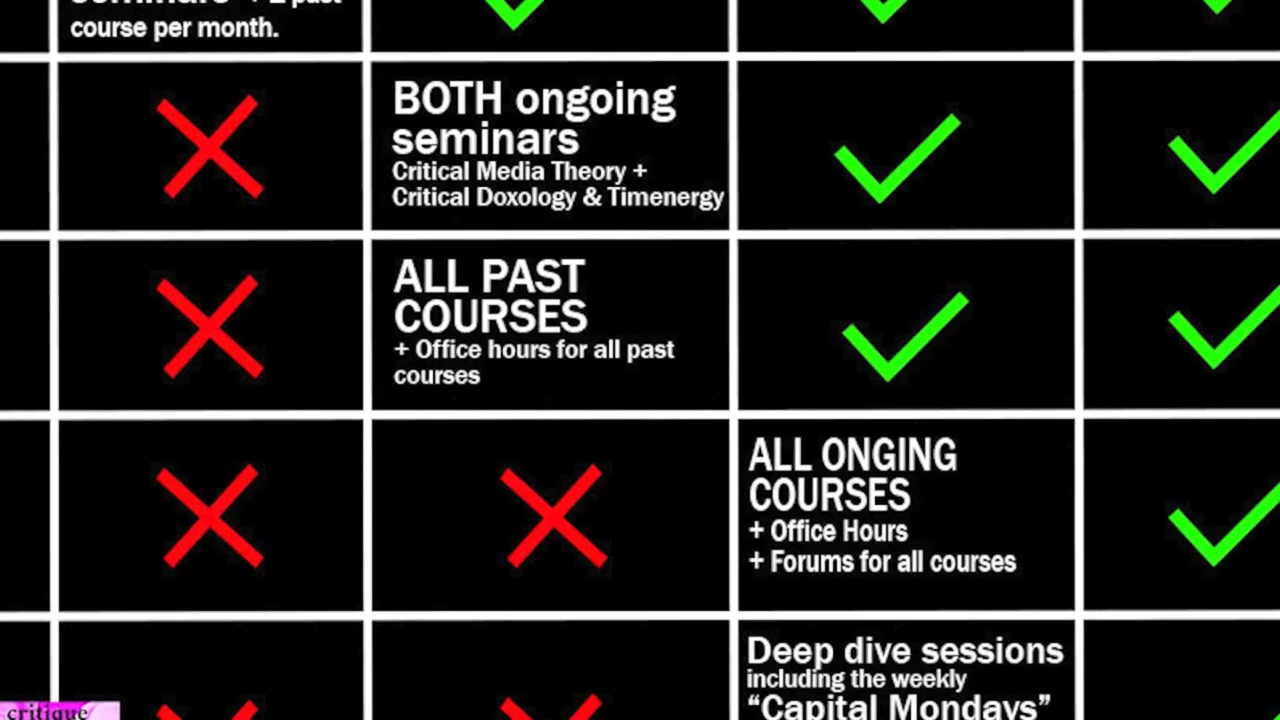 course per month.
BOTH ongoing
seminars
Critical Media Theory +
Critical Doxology & Timenergy
ALL PAST
COURSES
+ Office hours for all past
courses
ALL ONGING
COURSES
+ Office Hours
+ Forums for all courses
Deep dive sessions
including the weekly
“Capital Mondays”
critique